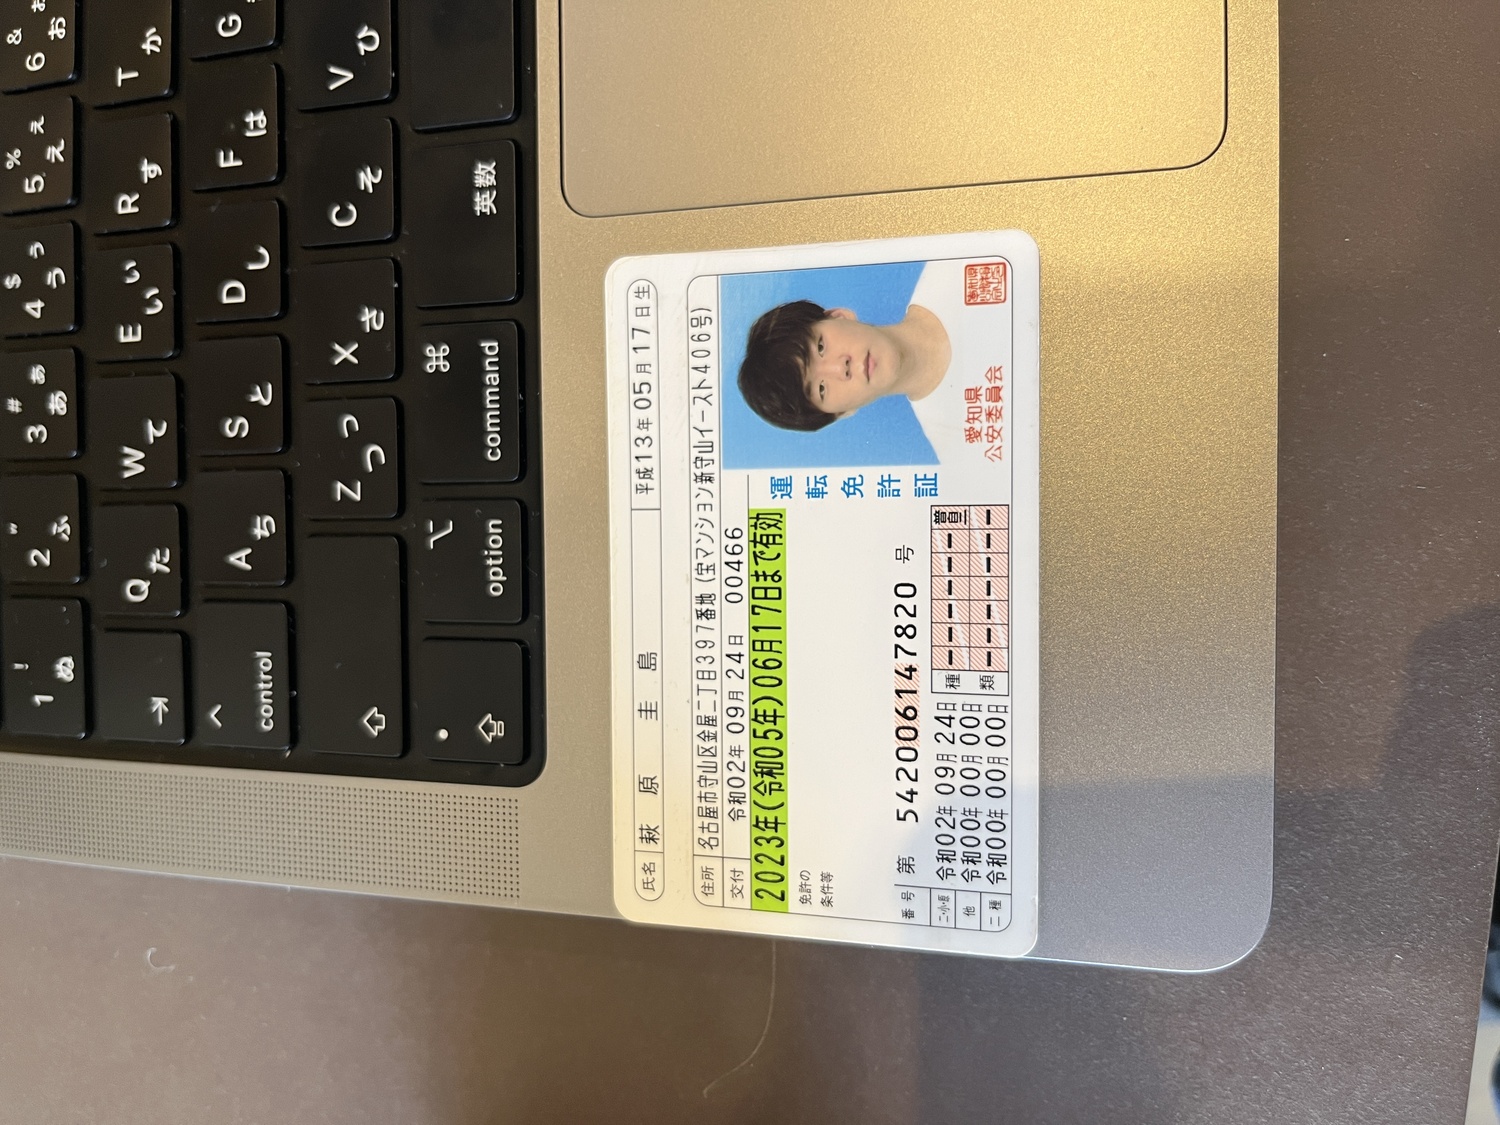 ! 1 ぬ " 2 ふ # 3 ぁ あ $ 4 ぅ う % 5 ぇ え & 6 ぉ お
Q た W て E ぃ い R す T か
control A ち S と D し F は G
Z っ つ X さ C そ V ひ
option command 英数
氏名 萩原 圭島 平成13年05月17日生
住所 名古屋市守山区金屋二丁目397番地(宝マンション新守山イースト406号)
交付 令和02年09月24日 00466
2023年(令和05年)06月17日まで有効
免許の
条件等
運転免許証
番号 第 542006147820 号
二・小・原 令和02年09月24日
他 令和00年00月00日
二種 令和00年00月00日
種類 普自二
愛知県
公安委員会